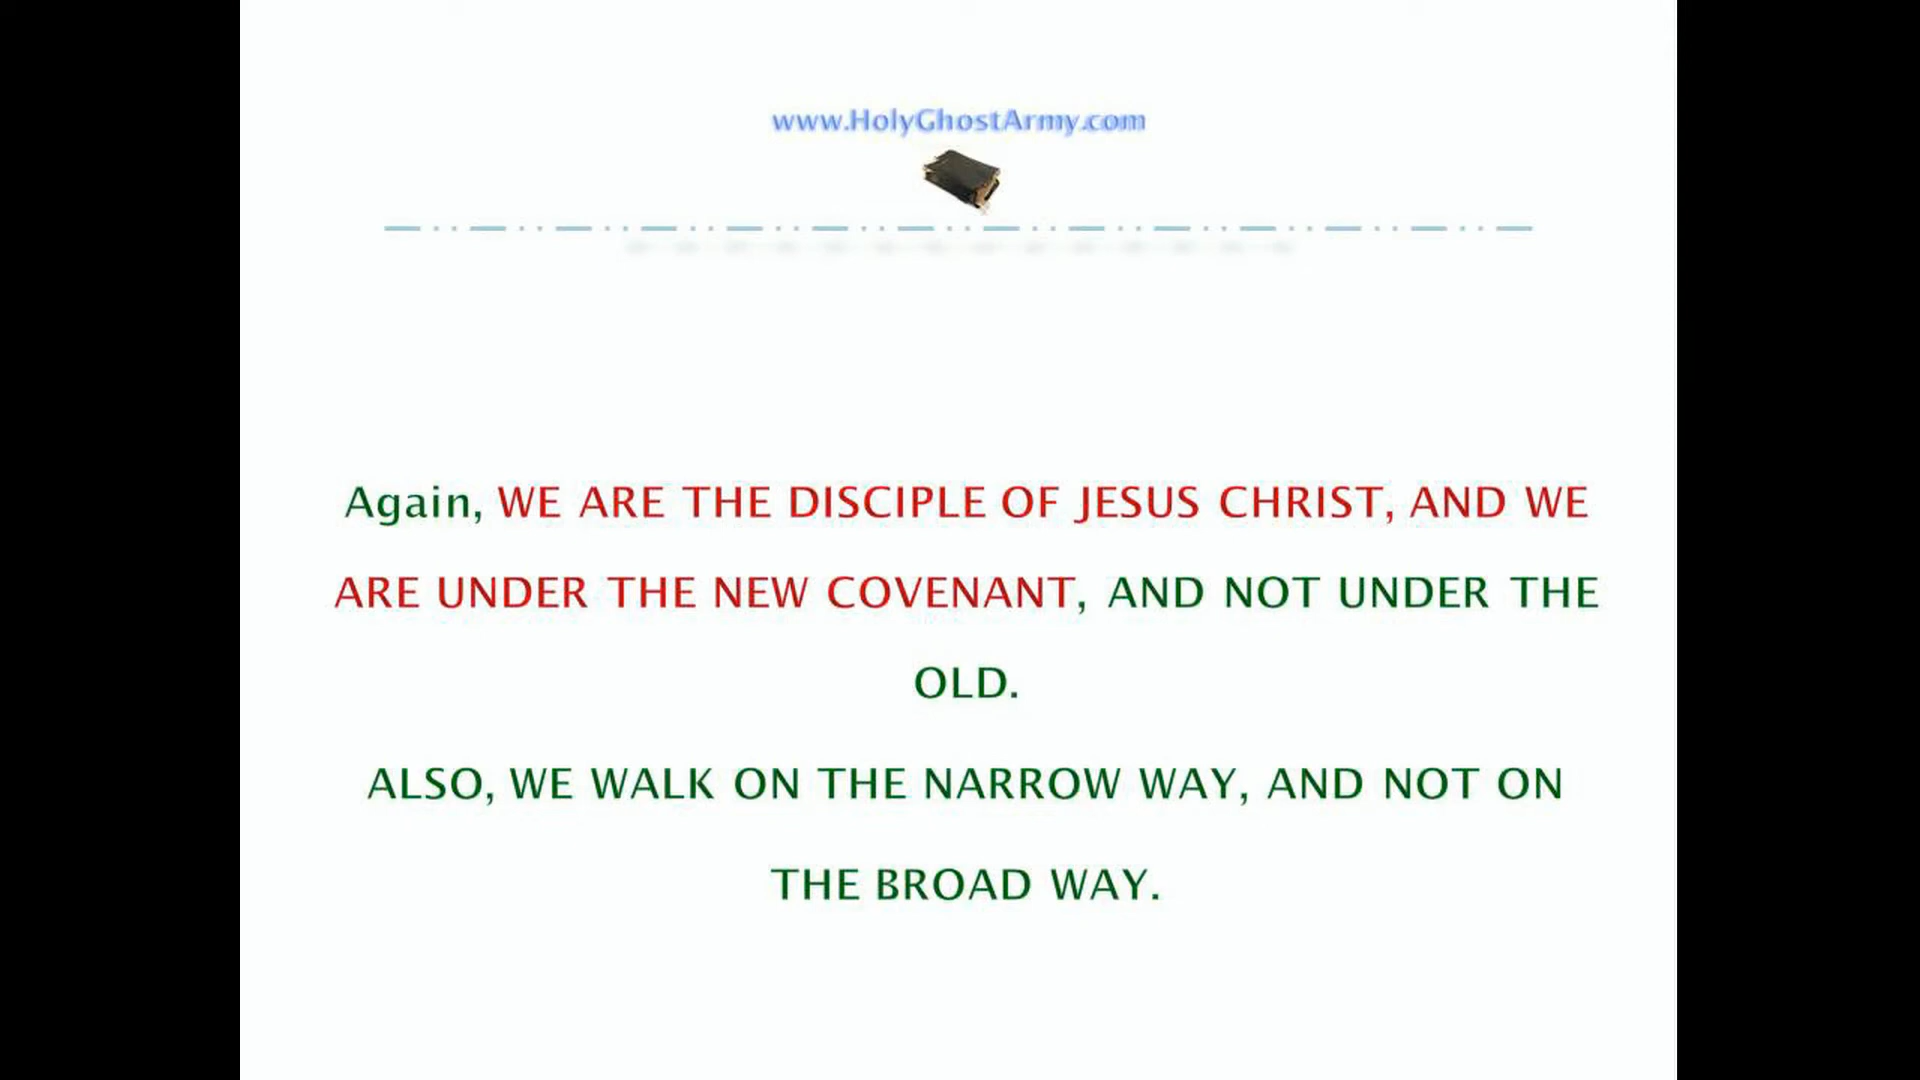 www.HolyGhostArmy.com
Again, WE ARE THE DISCIPLE OF JESUS CHRIST, AND WE
ARE UNDER THE NEW COVENANT, AND NOT UNDER THE
OLD.
ALSO, WE WALK ON THE NARROW WAY, AND NOT ON
THE BROAD WAY.